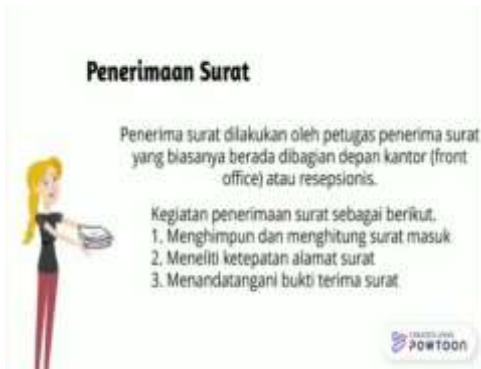 Penerimaan Surat
Penerima surat dilakukan oleh petugas penerima surat
yang biasanya berada dibagian depan kantor (front
office) atau resepsionis.
Kegiatan penerimaan surat sebagai berikut.
1. Menghimpun dan menghitung surat masuk
2. Meneliti ketepatan alamat surat
3. Menandatangani bukti terima surat
CREATED USING
POWTOON